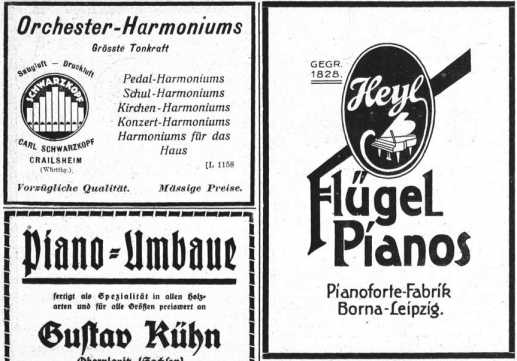 Orchester-Harmoniums
Grösste Tonkraft
Saugluft – Druckluft
SCHWARZKOPF
CARL SCHWARZKOPF
CRAILSHEIM
(Württbg.).
Pedal-Harmoniums
Schul-Harmoniums
Kirchen-Harmoniums
Konzert-Harmoniums
Harmoniums für das
Haus
[L 1158
Vorzügliche Qualität. Mässige Preise.
Piano-Umbaue
fertigt als Spezialität in allen Holz-
arten und für alle Größen preiswert an
Gustav Kühn
GEGR.
1828.
Heyl
Flügel
Pianos
Pianoforte-Fabrik
Borna-Leipzig.